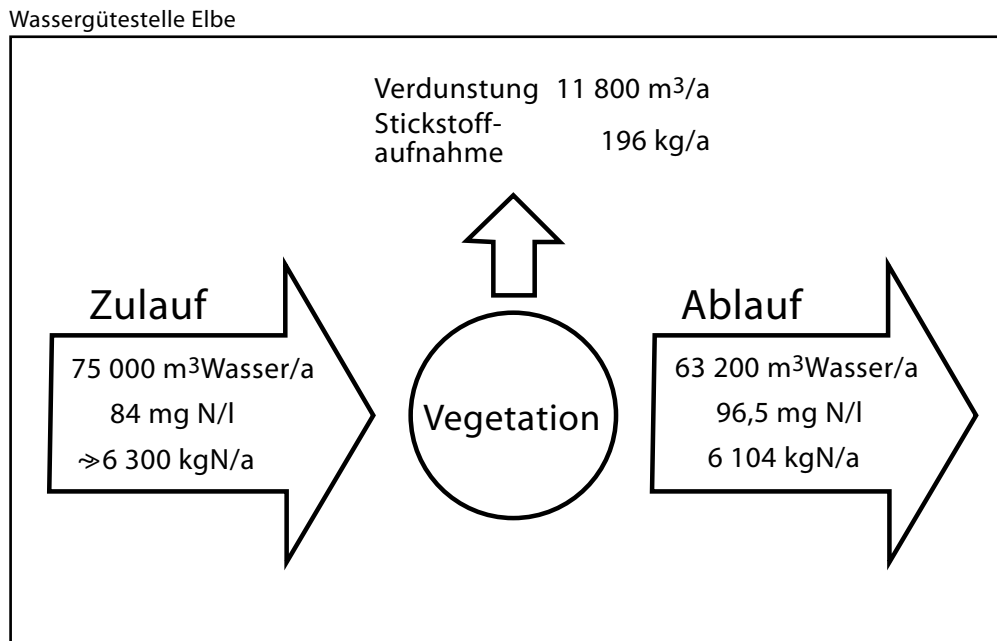 Wassergütestelle Elbe
Verdunstung 11 800 m³/a
Stickstoff-
aufnahme 196 kg/a
Zulauf
75 000 m³Wasser/a
84 mg N/l
⪼6 300 kgN/a
Vegetation
Ablauf
63 200 m³Wasser/a
96,5 mg N/l
6 104 kgN/a